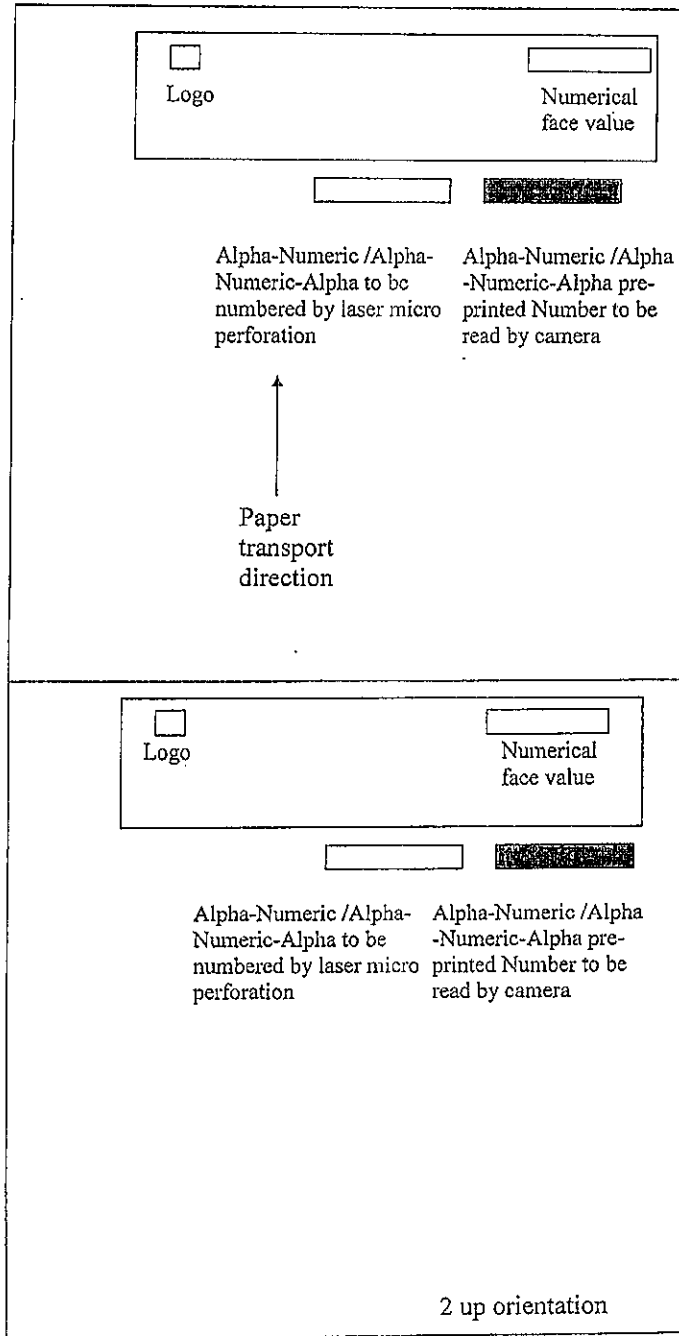 Logo
Numerical
face value
Alpha-Numeric /Alpha-
Numeric-Alpha to be
numbered by laser micro
perforation
Alpha-Numeric /Alpha
-Numeric-Alpha pre-
printed Number to be
read by camera
Paper
transport
direction
Logo
Numerical
face value
Alpha-Numeric /Alpha-
Numeric-Alpha to be
numbered by laser micro
perforation
Alpha-Numeric /Alpha
-Numeric-Alpha pre-
printed Number to be
read by camera
2 up orientation